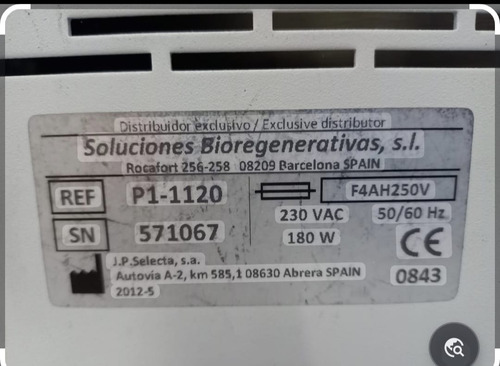 Distribuidor exclusivo / Exclusive distributor
Soluciones Bioregenerativas, s.l.
Rocafort 256-258 08209 Barcelona SPAIN
REF P1-1120 F4AH250V
230 VAC 50/60 Hz
SN 571067 180 W CE
0843
J.P.Selecta, s.a.
Autovia A-2, km 585,1 08630 Abrera SPAIN
2012-5